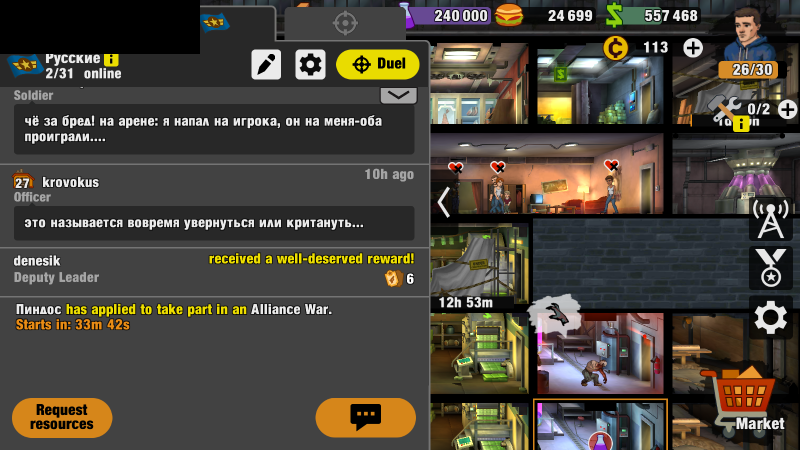 240 000
24 699
557 468
Русские
2/31 online
Duel
113
26/30
0/2
Soldier
чё за бред! на арене: я напал на игрока, он на меня-оба
проиграли....
27 krovokus
10h ago
Officer
это называется вовремя увернуться или критануть...
denesik
received a well-deserved reward!
Deputy Leader
6
Пиндос has applied to take part in an Alliance War.
Starts in: 33m 42s
12h 53m
Request
resources
Market